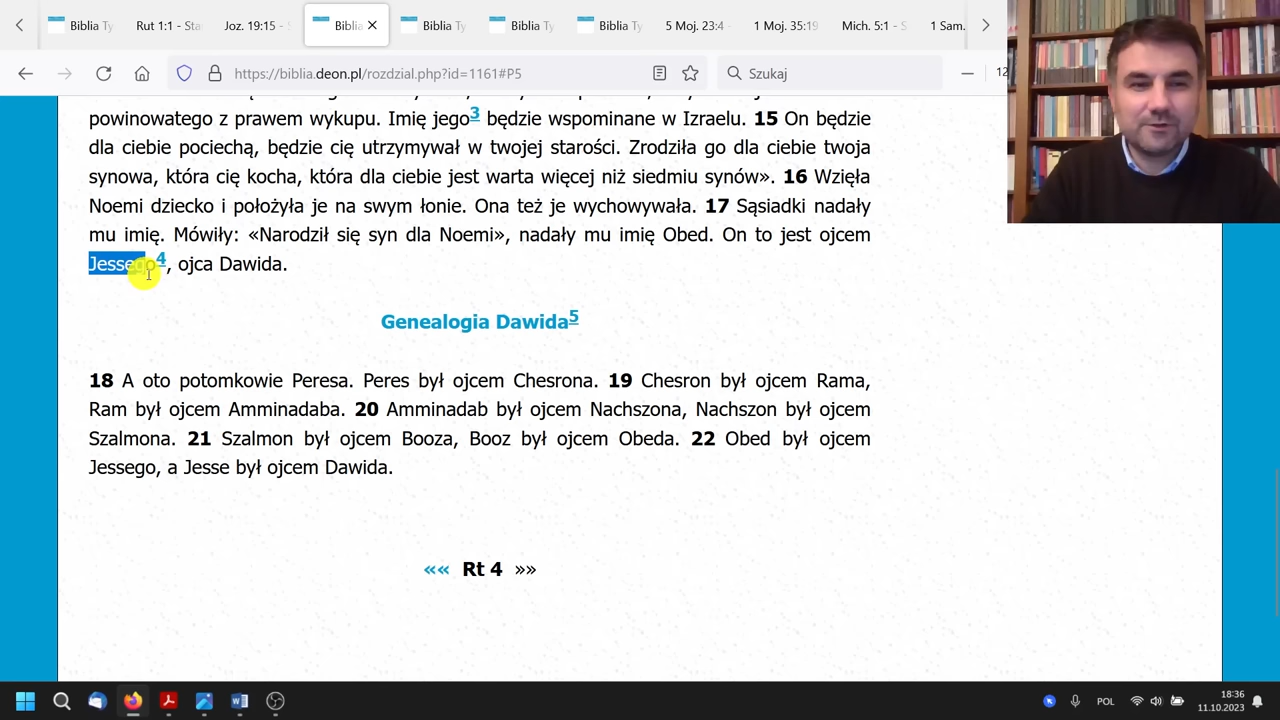 Biblia Ty
Rut 1:1 - Sta
Joz. 19:15 - S
Biblia
Biblia Ty
Biblia Ty
Biblia Ty
5 Moj. 23:4 -
1 Moj. 35:19
Mich. 5:1 - S
1 Sam.
https://biblia.deon.pl/rozdzial.php?id=1161#P5
Szukaj
powinowatego z prawem wykupu. Imię jego3 będzie wspominane w Izraelu. 15 On będzie
dla ciebie pociechą, będzie cię utrzymywał w twojej starości. Zrodziła go dla ciebie twoja
synowa, która cię kocha, która dla ciebie jest warta więcej niż siedmiu synów». 16 Wzięła
Noemi dziecko i położyła je na swym łonie. Ona też je wychowywała. 17 Sąsiadki nadały
mu imię. Mówiły: «Narodził się syn dla Noemi», nadały mu imię Obed. On to jest ojcem
Jessego4, ojca Dawida.
Genealogia Dawida5
18 A oto potomkowie Peresa. Peres był ojcem Chesrona. 19 Chesron był ojcem Rama,
Ram był ojcem Amminadaba. 20 Amminadab był ojcem Nachszona, Nachszon był ojcem
Szalmona. 21 Szalmon był ojcem Booza, Booz był ojcem Obeda. 22 Obed był ojcem
Jessego, a Jesse był ojcem Dawida.
«« Rt 4 »»
POL
18:36
11.10.2023